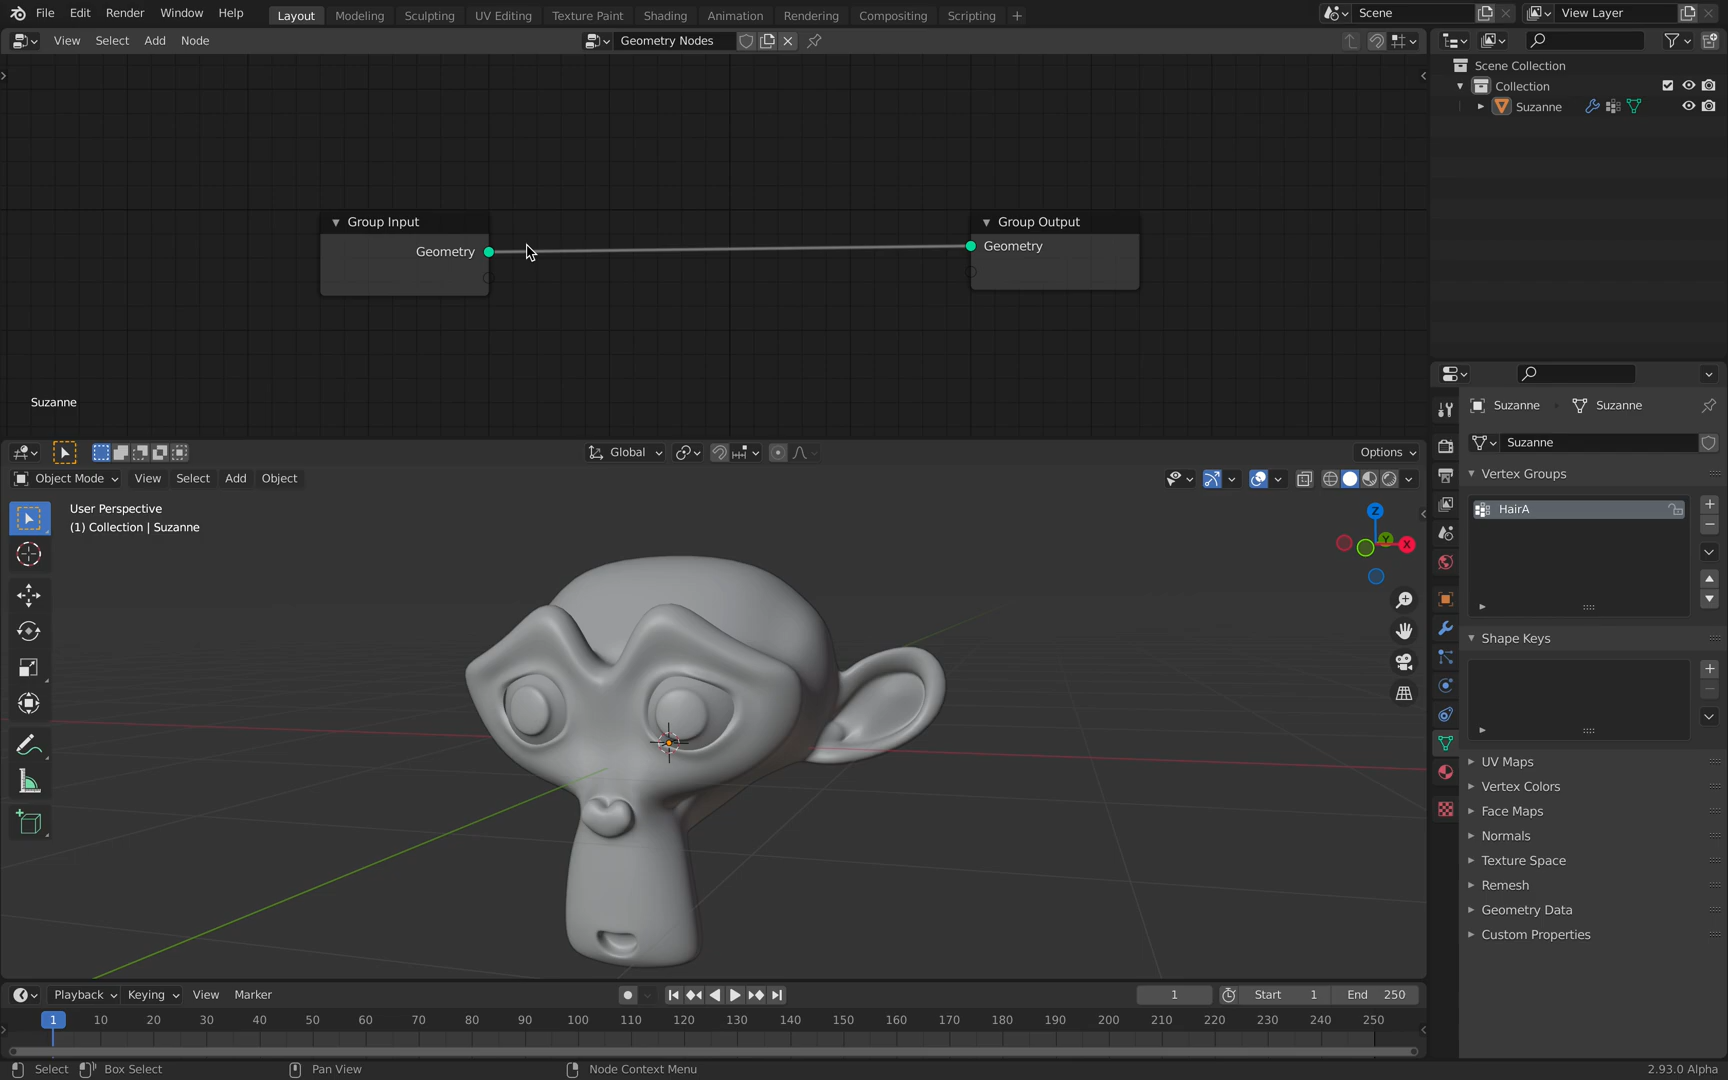 File Edit Render Window Help Layout Modeling Sculpting UV Editing Texture Paint Shading Animation Rendering Compositing Scripting + Scene View Layer
View Select Add Node Geometry Nodes
Scene Collection
Collection
Suzanne
Group Input
Geometry
Group Output
Geometry
Suzanne
Global Options
Object Mode View Select Add Object
User Perspective
(1) Collection | Suzanne
Z
Y
X
Suzanne Suzanne
Suzanne
Vertex Groups
HairA
Shape Keys
UV Maps
Vertex Colors
Face Maps
Normals
Texture Space
Remesh
Geometry Data
Custom Properties
Playback Keying View Marker 1 Start 1 End 250
1 10 20 30 40 50 60 70 80 90 100 110 120 130 140 150 160 170 180 190 200 210 220 230 240 250
Select Box Select Pan View Node Context Menu 2.93.0 Alpha